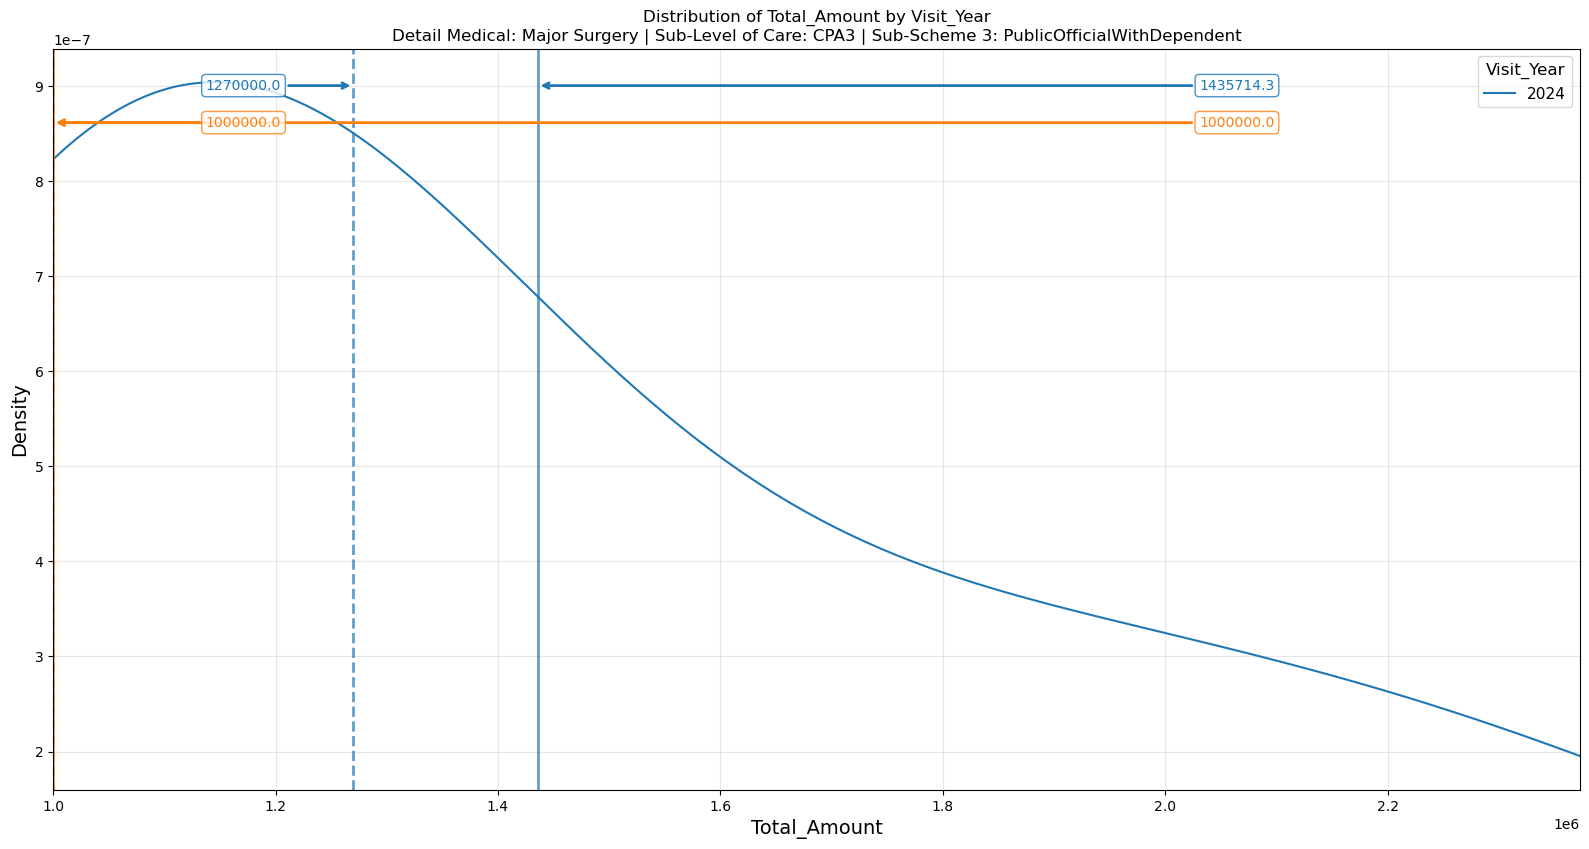 Distribution of Total_Amount by Visit_Year
Detail Medical: Major Surgery | Sub-Level of Care: CPA3 | Sub-Scheme 3: PublicOfficialWithDependent
1e−7
Visit_Year
2024
1270000.0
1435714.3
1000000.0
1000000.0
9
8
7
6
5
4
3
2
Density
1.0
1.2
1.4
1.6
1.8
2.0
2.2
1e6
Total_Amount